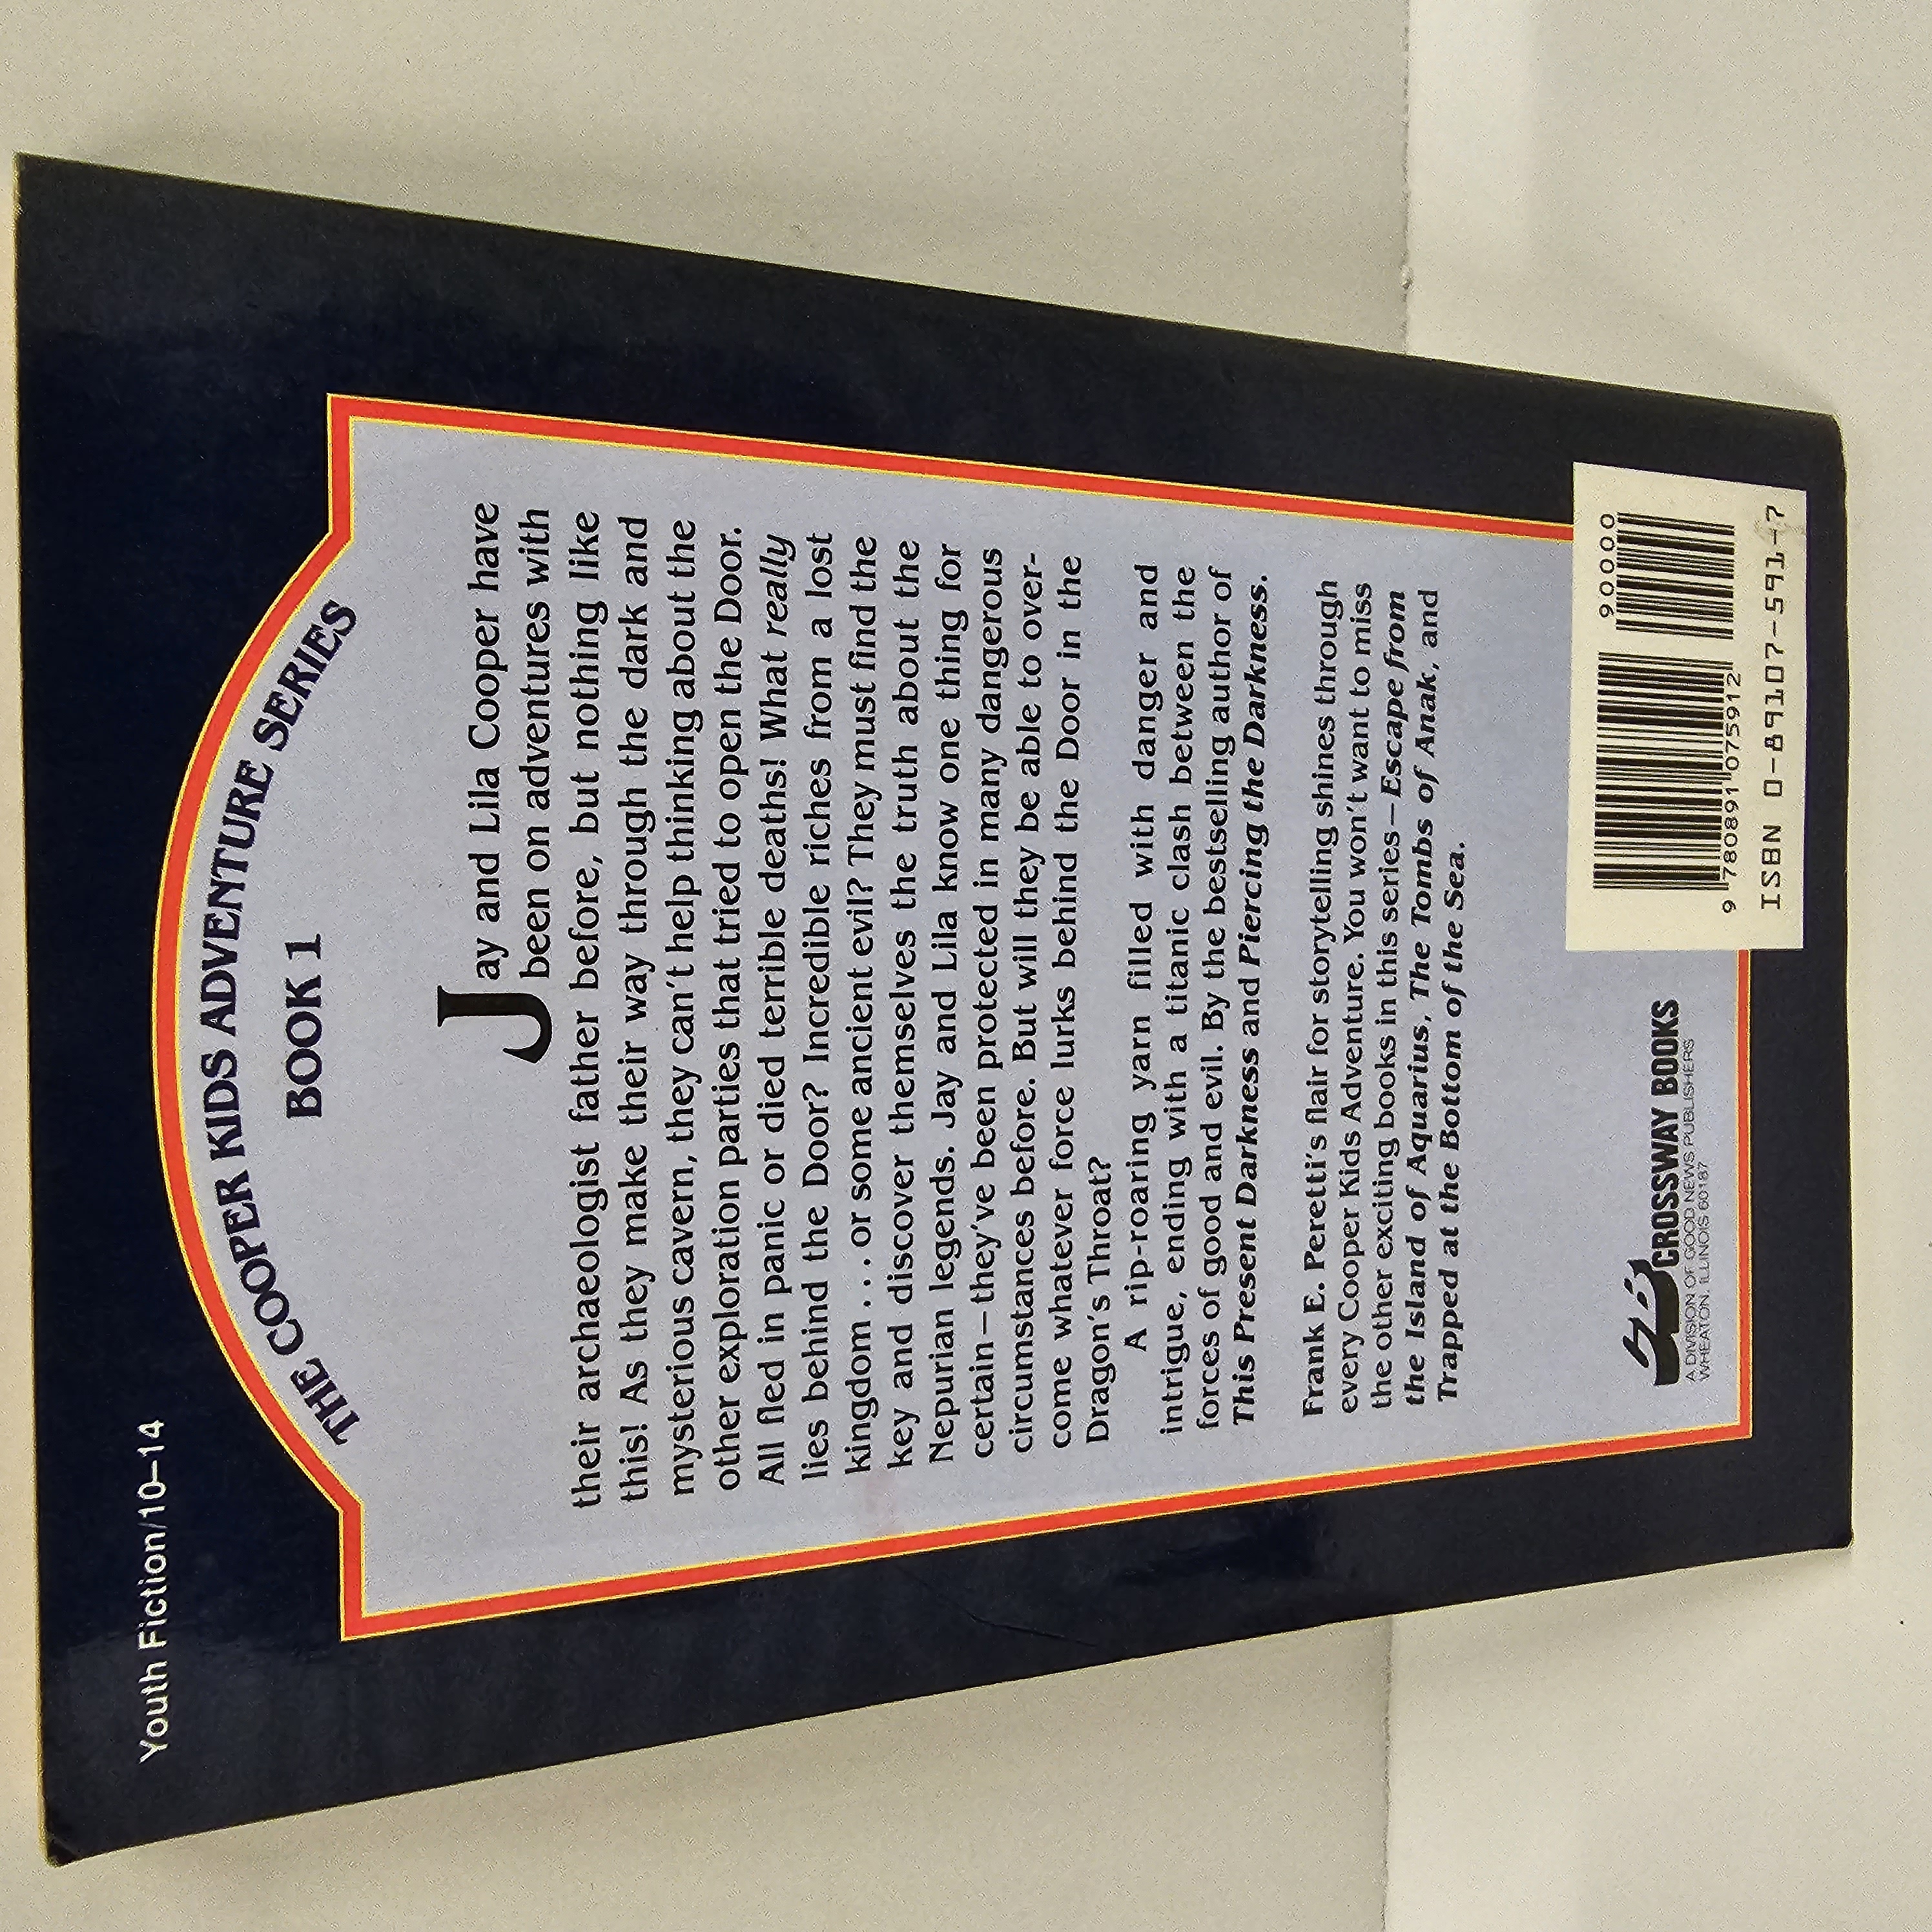 Youth Fiction/10–14
THE COOPER KIDS ADVENTURE SERIES
BOOK 1
Jay and Lila Cooper have
been on adventures with
their archaeologist father before, but nothing like
this! As they make their way through the dark and
mysterious cavern, they can't help thinking about the
other exploration parties that tried to open the Door.
All fled in panic or died terrible deaths! What really
lies behind the Door? Incredible riches from a lost
kingdom . . . or some ancient evil? They must find the
key and discover themselves the truth about the
Nepurian legends. Jay and Lila know one thing for
certain—they've been protected in many dangerous
circumstances before. But will they be able to over-
come whatever force lurks behind the Door in the
Dragon's Throat?
A rip-roaring yarn filled with danger and
intrigue, ending with a titanic clash between the
forces of good and evil. By the bestselling author of
This Present Darkness and Piercing the Darkness.
Frank E. Peretti's flair for storytelling shines through
every Cooper Kids Adventure. You won't want to miss
the other exciting books in this series—Escape from
the Island of Aquarius, The Tombs of Anak, and
Trapped at the Bottom of the Sea.
CROSSWAY BOOKS
A DIVISION OF GOOD NEWS PUBLISHERS
WHEATON, ILLINOIS 60187
90000
9 780891 075912
ISBN 0-89107-591-7